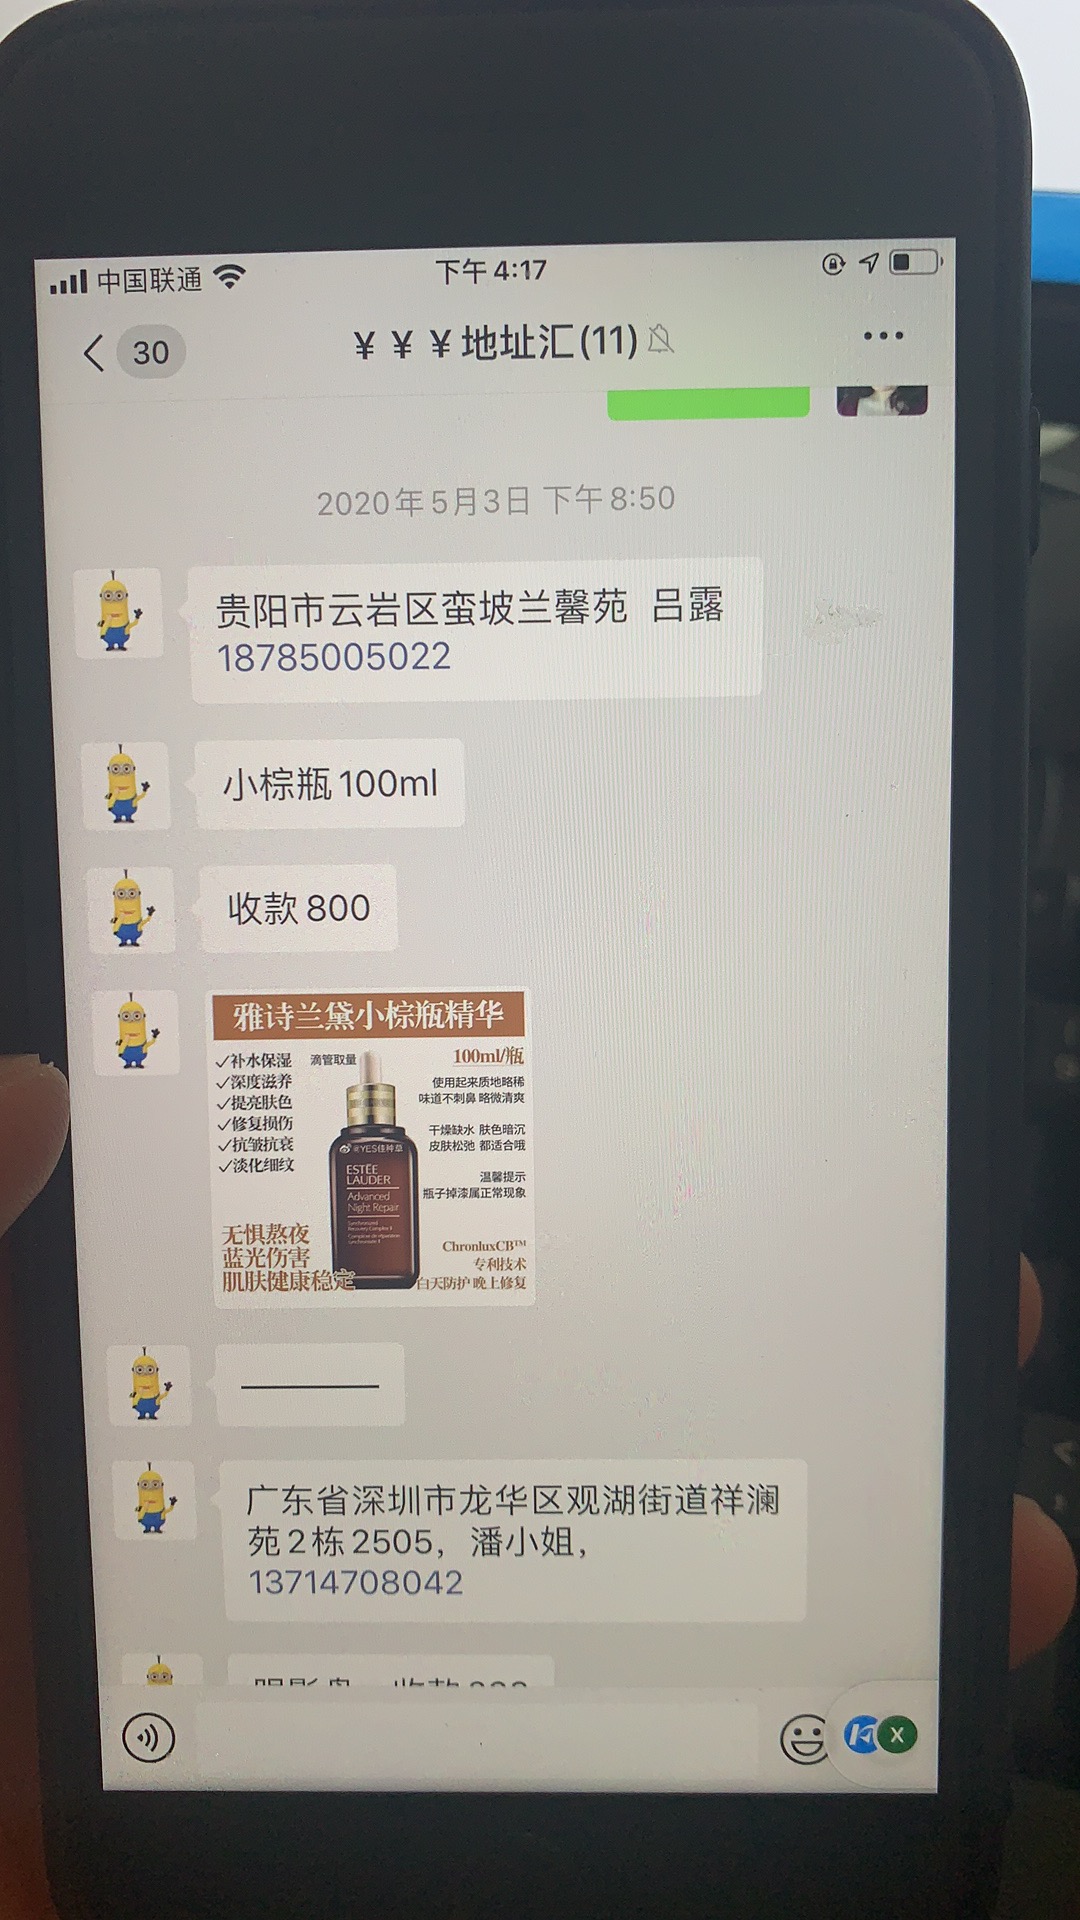 中国联通
下午 4:17
30
¥ ¥ ¥ 地址汇(11)
2020年5月3日 下午8:50
贵阳市云岩区蛮坡兰馨苑 吕露
18785005022
小棕瓶100ml
收款800
雅诗兰黛小棕瓶精华
✓补水保湿
✓深度滋养
✓提亮肤色
✓修复损伤
✓抗皱抗衰
✓淡化细纹
滴管取量
100ml/瓶
使用起来质地略稀
味道不刺鼻 略微清爽
干燥缺水 肤色暗沉
皮肤松弛 都适合哦
温馨提示
瓶子掉漆属正常现象
ESTĒE
LAUDER
Advanced
Night Repair
无惧熬夜
蓝光伤害
肌肤健康稳定
ChronluxCB™
专利技术
白天防护 晚上修复
广东省深圳市龙华区观湖街道祥澜
苑2栋2505，潘小姐，
13714708042